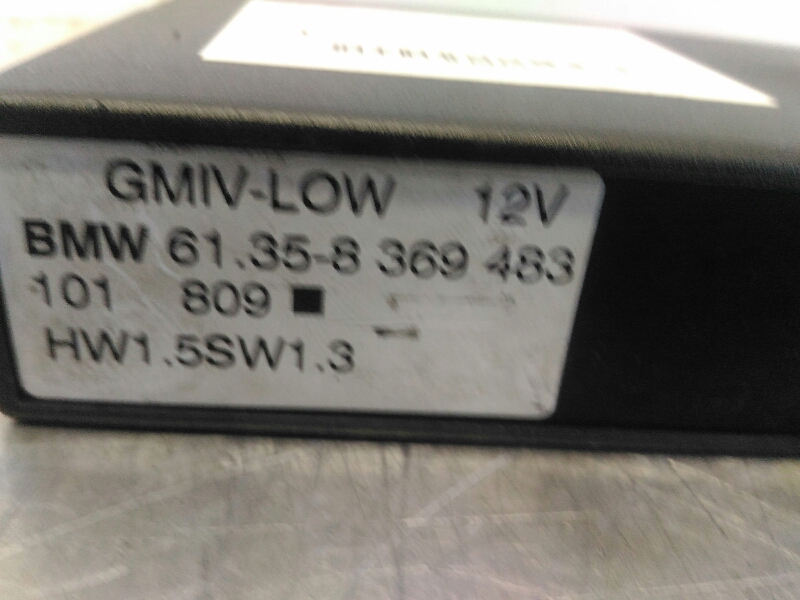 GMIV-LOW 12V
BMW 61.35-8 369 483
101 809 ■
HW1.5SW1.3